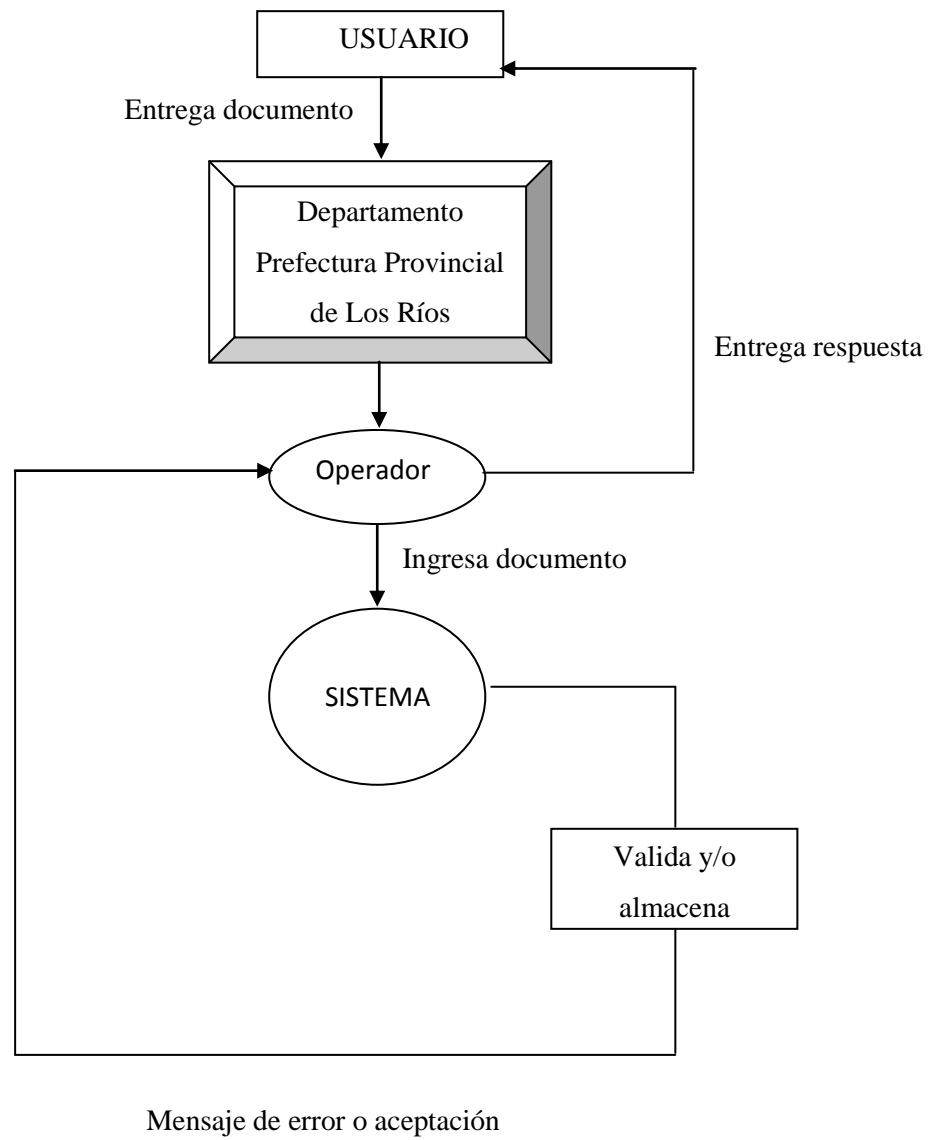 USUARIO
Entrega documento
Departamento
Prefectura Provincial
de Los Ríos
Entrega respuesta
Operador
Ingresa documento
SISTEMA
Valida y/o
almacena
Mensaje de error o aceptación